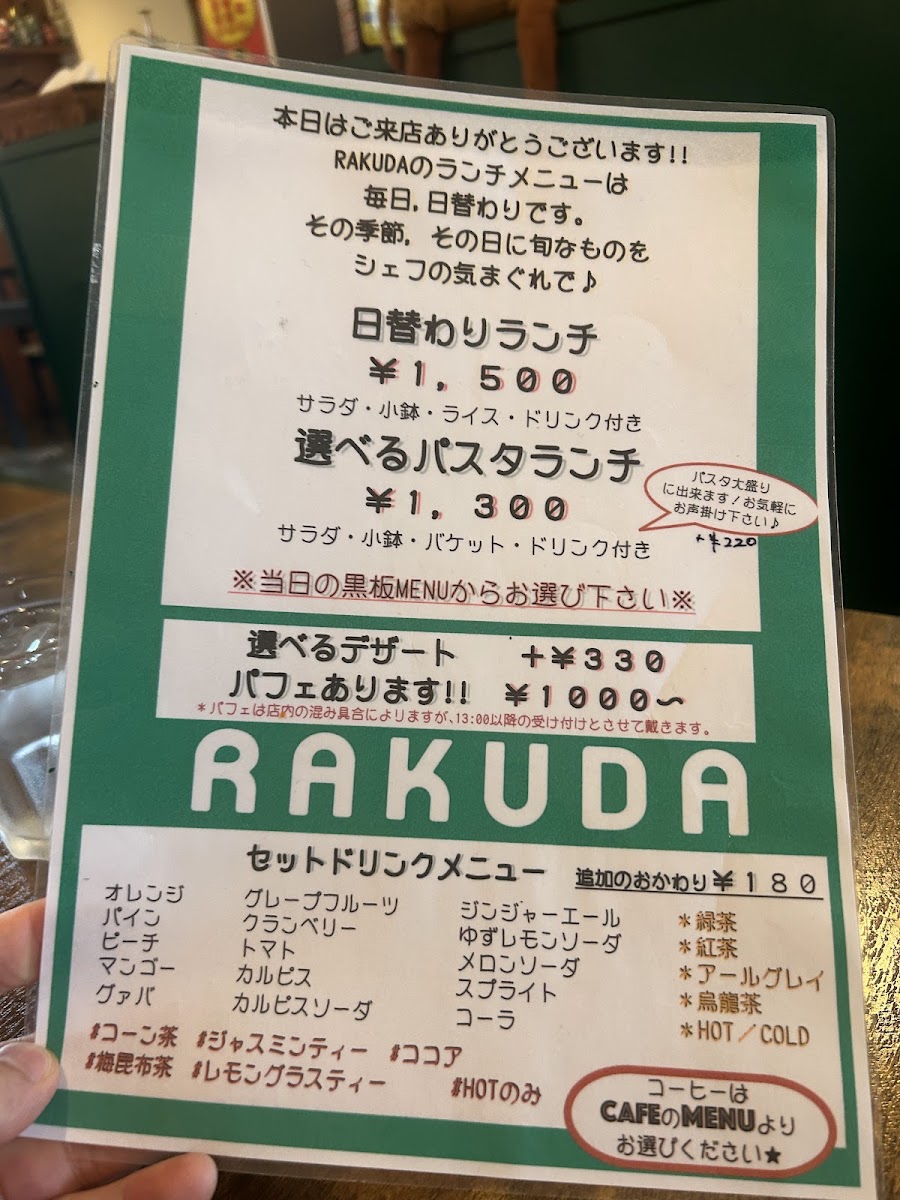 本日はご来店ありがとうございます!!
RAKUDAのランチメニューは
毎日,日替わりです。
その季節, その日に旬なものを
シェフの気まぐれで♪
日替わりランチ
¥1,500
サラダ・小鉢・ライス・ドリンク付き
選べるパスタランチ
¥1,300
サラダ・小鉢・バケット・ドリンク付き
パスタ大盛り
に出来ます!お気軽に
お声掛け下さい♪
+¥220
※当日の黒板MENUからお選び下さい※
選べるデザート +¥330
パフェあります!! ¥1000〜
*パフェは店内の混み具合によりますが、13:00以降の受け付けとさせて戴きます。
RAKUDA
セットドリンクメニュー 追加のおかわり¥180
オレンジ
パイン
ピーチ
マンゴー
グァバ
グレープフルーツ
クランベリー
トマト
カルピス
カルピスソーダ
ジンジャーエール
ゆずレモンソーダ
メロンソーダ
スプライト
コーラ
*緑茶
*紅茶
*アールグレイ
*烏龍茶
*HOT/COLD
#コーン茶 #ジャスミンティー #ココア
#梅昆布茶 #レモングラスティー #HOTのみ
コーヒーは
CAFEのMENUより
お選びください★